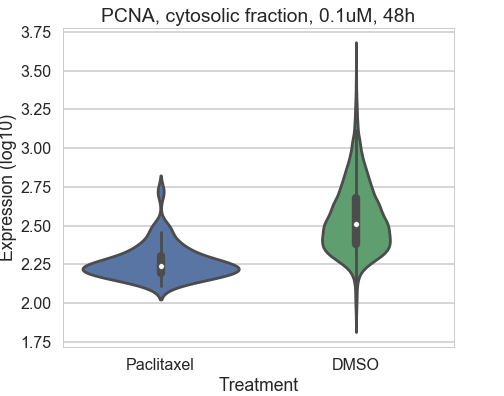 PCNA, cytosolic fraction, 0.1uM, 48h
Expression (log10)
3.75
3.50
3.25
3.00
2.75
2.50
2.25
2.00
1.75
Paclitaxel
DMSO
Treatment